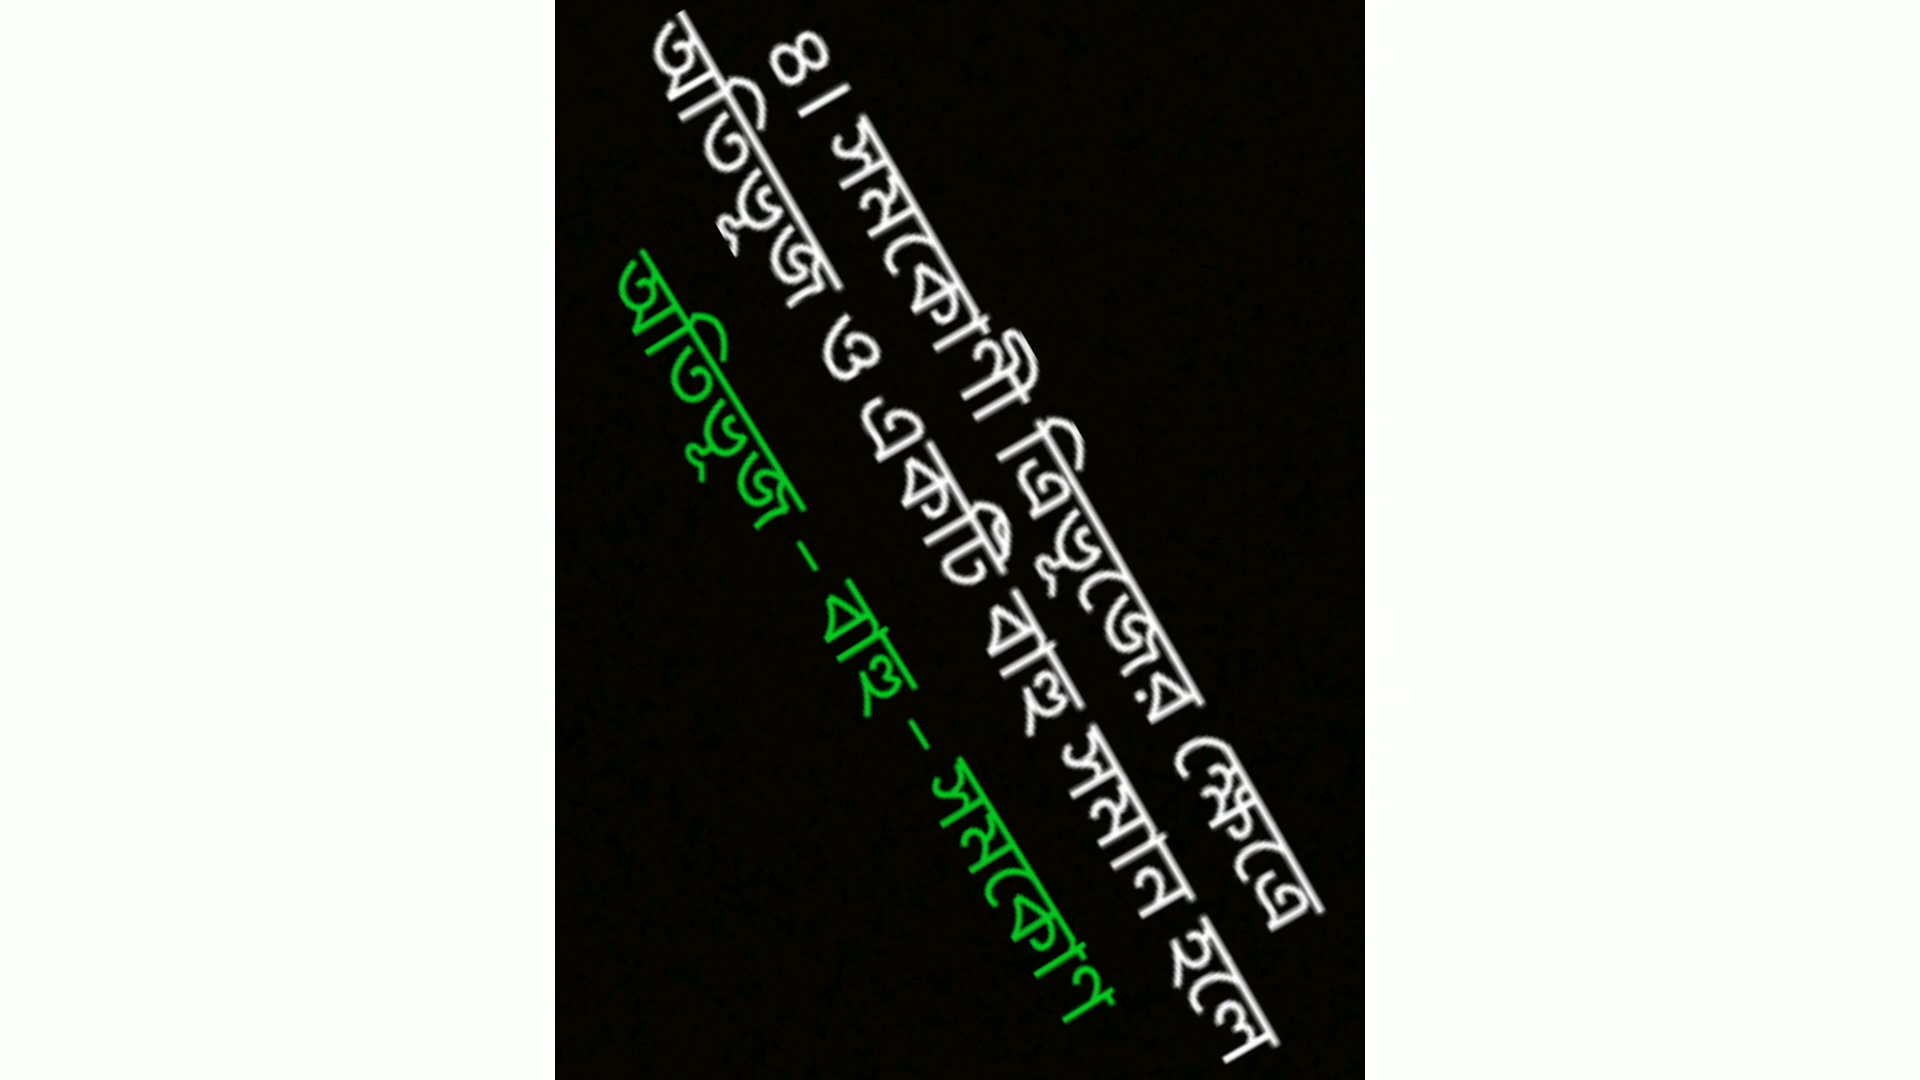 ৪। সমকোণী ত্রিভুজের ক্ষেত্রে
অতিভুজ ও একটি বাহু সমান হলে
অতিভুজ - বাহু - সমকোণ